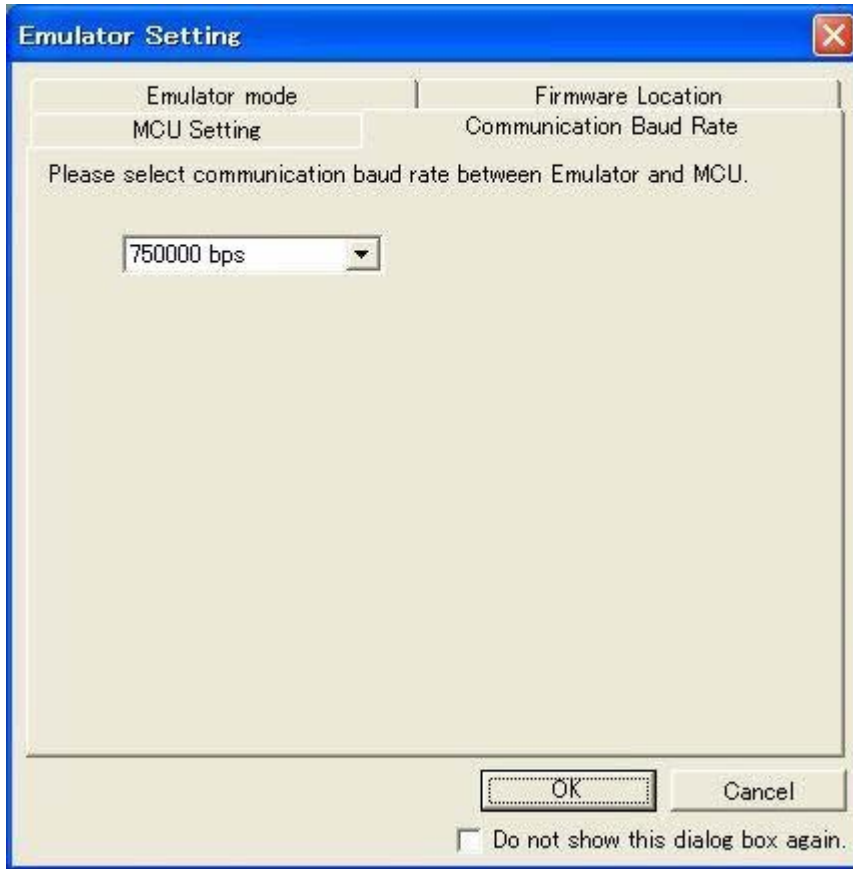 Emulator Setting
Emulator mode
Firmware Location
MCU Setting
Communication Baud Rate
Please select communication baud rate between Emulator and MCU.
750000 bps
OK
Cancel
Do not show this dialog box again.